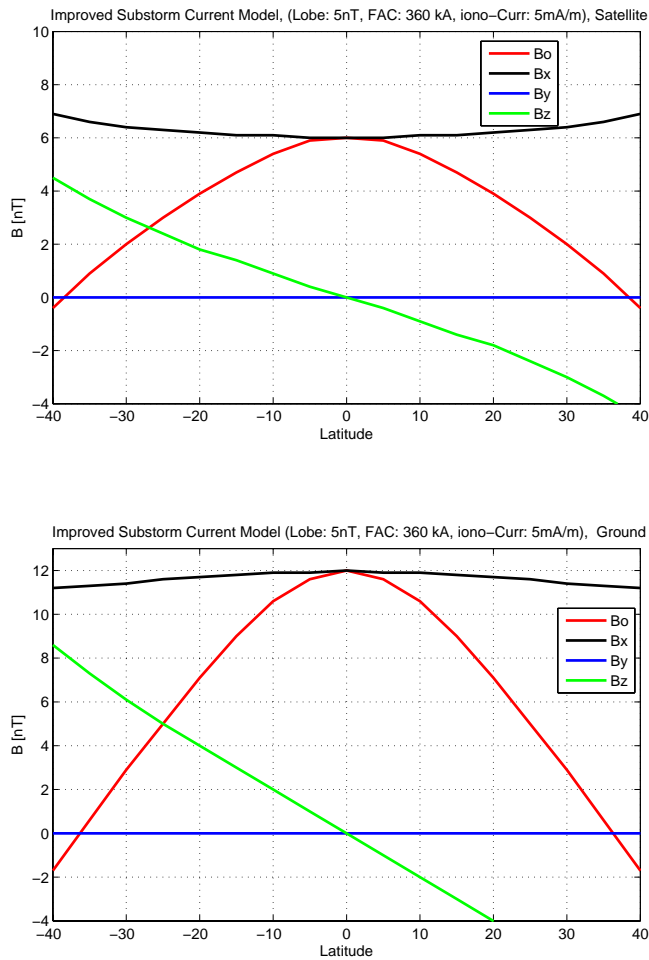 Improved Substorm Current Model, (Lobe: 5nT, FAC: 360 kA, iono-Curr: 5mA/m), Satellite
10
8
6
4
2
0
−2
−4
B [nT]
Bo
Bx
By
Bz
−40 −30 −20 −10 0 10 20 30 40
Latitude
Improved Substorm Current Model (Lobe: 5nT, FAC: 360 kA, iono-Curr: 5mA/m), Ground
12
10
8
6
4
2
0
−2
−4
B [nT]
Bo
Bx
By
Bz
−40 −30 −20 −10 0 10 20 30 40
Latitude